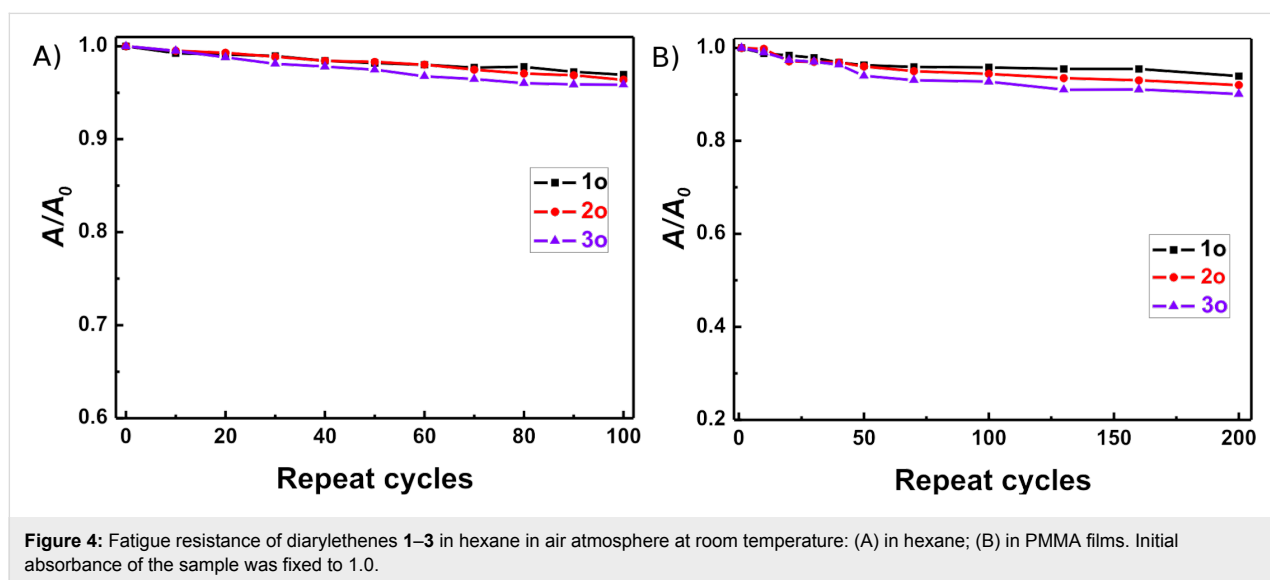 A)
1.0
0.9
0.8
0.7
0.6
A/A0
0 20 40 60 80 100
Repeat cycles
1o
2o
3o
B)
1.0
0.8
0.6
0.4
0.2
A/A0
0 50 100 150 200
Repeat cycles
1o
2o
3o
Figure 4: Fatigue resistance of diarylethenes 1–3 in hexane in air atmosphere at room temperature: (A) in hexane; (B) in PMMA films. Initial
absorbance of the sample was fixed to 1.0.